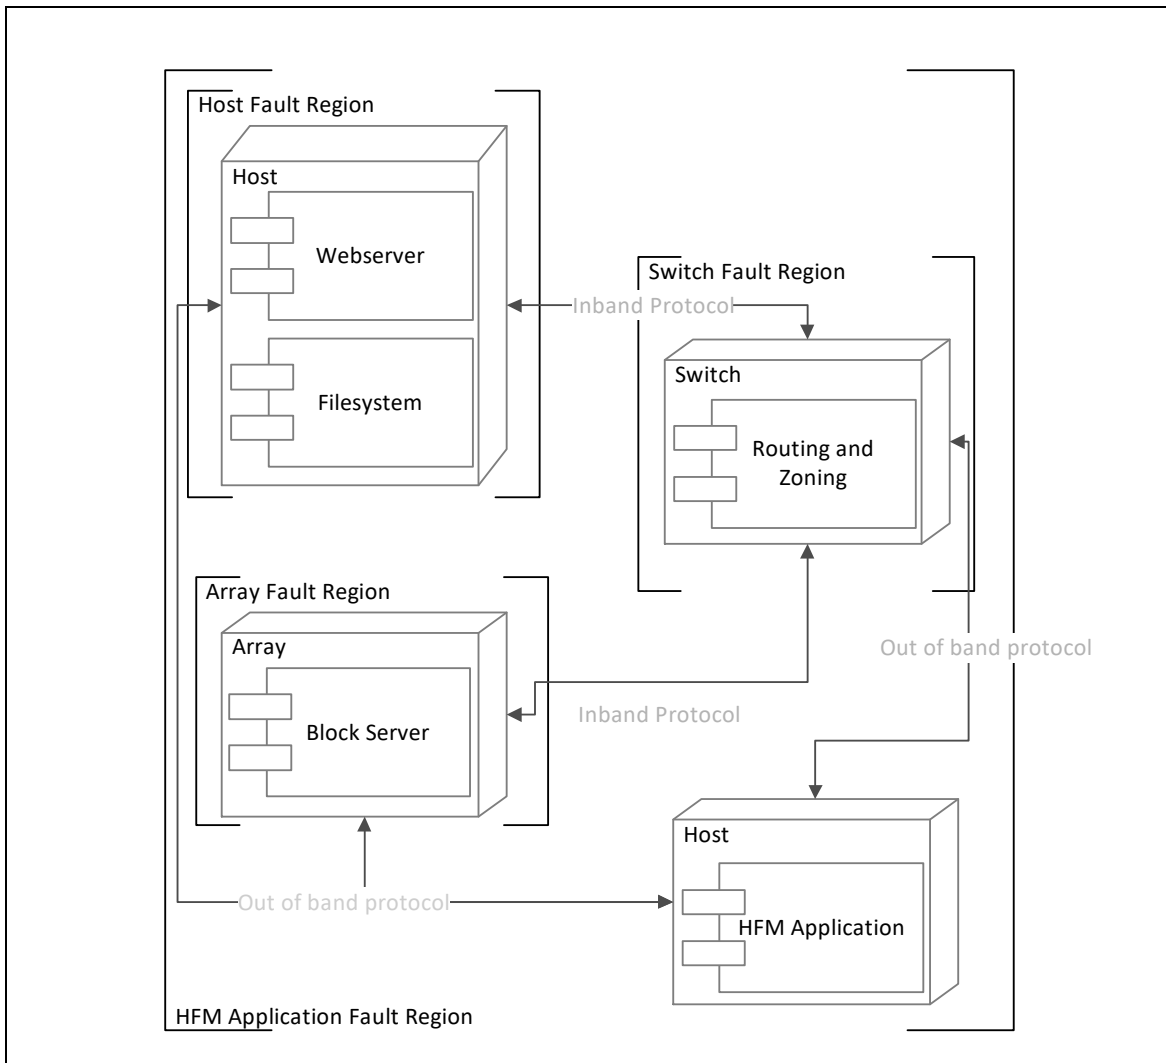 Host Fault Region
Host
Webserver
Filesystem
Switch Fault Region
Inband Protocol
Switch
Routing and
Zoning
Array Fault Region
Array
Block Server
Inband Protocol
Out of band protocol
Host
HFM Application
Out of band protocol
HFM Application Fault Region